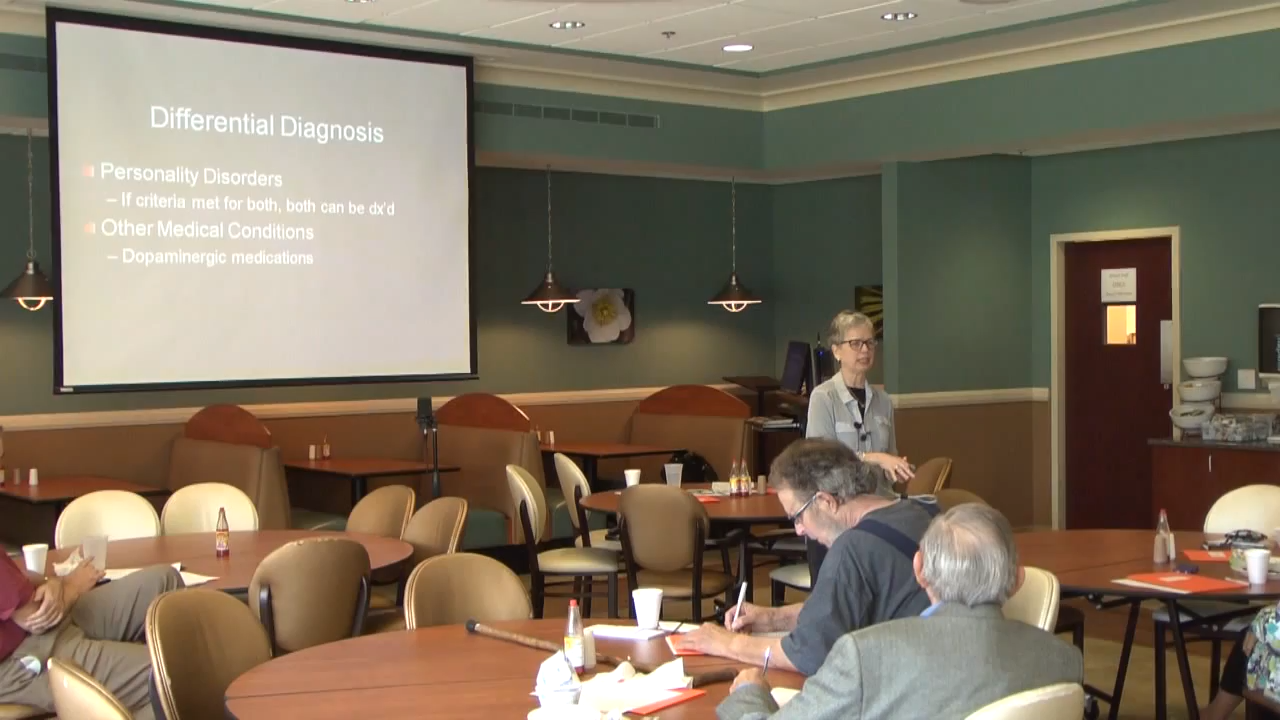 Differential Diagnosis
Personality Disorders
– If criteria met for both, both can be dx'd
Other Medical Conditions
– Dopaminergic medications